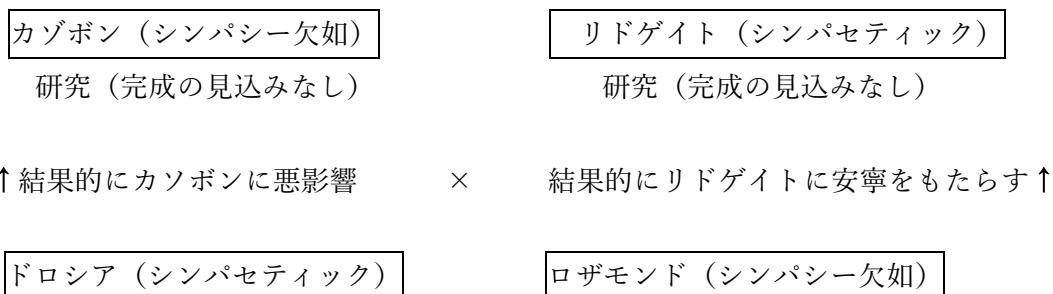 カゾボン（シンパシー欠如） リドゲイト（シンパセティック）
研究（完成の見込みなし） 研究（完成の見込みなし）
↑結果的にカソボンに悪影響 × 結果的にリドゲイトに安寧をもたらす↑
ドロシア（シンパセティック） ロザモンド（シンパシー欠如）